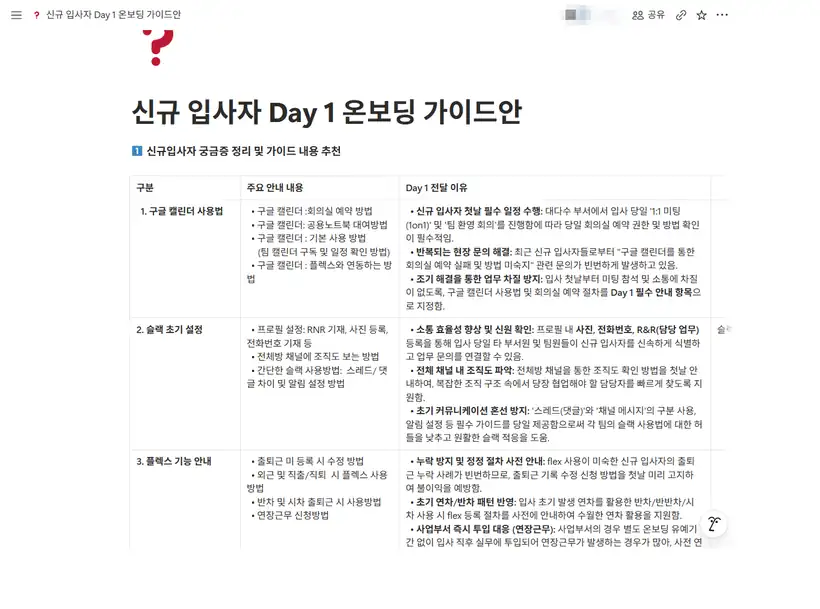 신규 입사자 Day 1 온보딩 가이드안
공유
신규 입사자 Day 1 온보딩 가이드안
1 신규입사자 궁금증 정리 및 가이드 내용 추천
구분
주요 안내 내용
Day 1 전달 이유
1. 구글 캘린더 사용법
• 구글 캘린더 :회의실 예약 방법
• 구글 캘린더: 공용노트북 대여방법
• 구글 캘린더 : 기본 사용 방법
(팀 캘린더 구독 및 일정 확인 방법)
• 구글 캘린더 : 플렉스와 연동하는 방
법
• 신규 입사자 첫날 필수 일정 수행: 대다수 부서에서 입사 당일 '1:1 미팅
(1on1)' 및 '팀 환영 회의'를 진행함에 따라 당일 회의실 예약 권한 및 방법 확인
이 필수적임.
• 반복되는 현장 문의 해결: 최근 신규 입사자들로부터 "구글 캘린더를 통한
회의실 예약 실패 및 방법 미숙지" 관련 문의가 빈번하게 발생하고 있음.
• 조기 해결을 통한 업무 차질 방지: 입사 첫날부터 미팅 참석 및 소통에 차질
이 없도록, 구글 캘린더 사용법 및 회의실 예약 절차를 Day 1 필수 안내 항목으
로 지정함.
2. 슬랙 초기 설정
• 프로필 설정: RNR 기재, 사진 등록,
전화번호 기재 등
• 전체방 채널에 조직도 보는 방법
• 간단한 슬랙 사용방법: 스레드/ 댓
글 차이 및 알림 설정 방법
• 소통 효율성 향상 및 신원 확인: 프로필 내 사진, 전화번호, R&R(담당 업무)
등록을 통해 입사 당일 타 부서원 및 팀원들이 신규 입사자를 신속하게 식별하
고 업무 문의를 연결할 수 있음.
• 전체 채널 내 조직도 파악: 전체방 채널을 통한 조직도 확인 방법을 첫날 안
내하여, 복잡한 조직 구조 속에서 당장 협업해야 할 담당자를 빠르게 찾도록 지
원함.
• 초기 커뮤니케이션 혼선 방지: '스레드(댓글)'와 '채널 메시지'의 구분 사용,
알림 설정 등 필수 가이드를 당일 제공함으로써 각 팀의 슬랙 사용법에 대한 허
들을 낮추고 원활한 슬랙 적응을 도움.
3. 플렉스 기능 안내
• 출퇴근 미 등록 시 수정 방법
• 외근 및 직출/직퇴 시 플렉스 사용
방법
• 반차 및 시차 출퇴근 시 사용방법
• 연장근무 신청방법
• 누락 방지 및 정정 절차 사전 안내: flex 사용이 미숙한 신규 입사자의 출퇴
근 누락 사례가 빈번하므로, 출퇴근 기록 수정 신청 방법을 첫날 미리 고지하
여 불이익을 예방함.
• 초기 연차/반차 패턴 반영: 입사 초기 발생 연차를 활용한 반차/반반차/시
차 사용 시 flex 등록 절차를 사전에 안내하여 수월한 연차 활용을 지원함.
• 사업부서 즉시 투입 대응 (연장근무): 사업부서의 경우 별도 온보딩 유예기
간 없이 입사 직후 실무에 투입되어 연장근무가 발생하는 경우가 많아, 사전 연